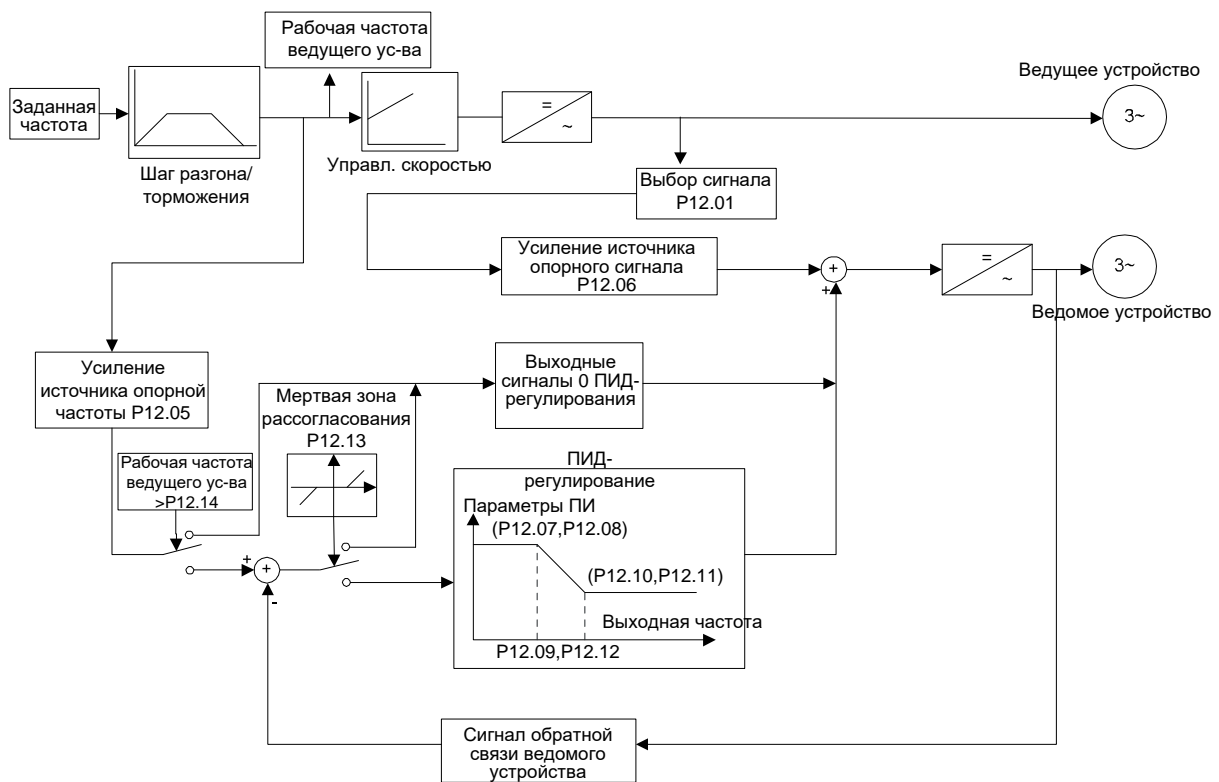 Рабочая частота
ведущего ус-ва
Ведущее устройство
Заданная
частота
=
~
3~
Шаг разгона/
торможения
Управл. скоростью
Выбор сигнала
P12.01
Усиление источника
опорного сигнала
P12.06
+
+
=
~
3~
Ведомое устройство
Усиление
источника опорной
частоты P12.05
Выходные
сигналы 0 ПИД-
регулирования
Мертвая зона
рассогласования
P12.13
Рабочая частота
ведущего ус-ва
>P12.14
ПИД-
регулирование
Параметры ПИ
(P12.07,P12.08)
(P12.10,P12.11)
Выходная частота
P12.09,P12.12
+
+
-
Сигнал обратной
связи ведомого
устройства